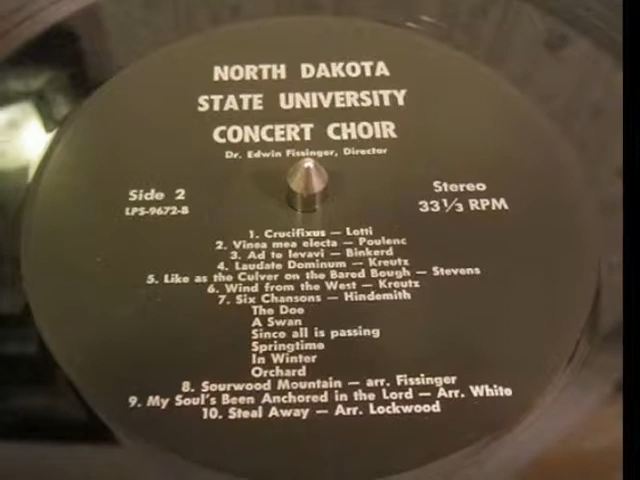 NORTH DAKOTA
STATE UNIVERSITY
CONCERT CHOIR
Dr. Edwin Fissinger, Director
Side 2
LPS-9672-B
Stereo
33⅓ RPM
1. Crucifixus — Lotti
2. Vinea mea electa — Poulenc
3. Ad te levavi — Binkerd
4. Laudate Dominum — Kreutz
5. Like as the Culver on the Bared Bough — Stevens
6. Wind from the West — Kreutz
7. Six Chansons — Hindemith
The Doe
A Swan
Since all is passing
Springtime
In Winter
Orchard
8. Sourwood Mountain — arr. Fissinger
9. My Soul's Been Anchored in the Lord — Arr. White
10. Steal Away — Arr. Lockwood